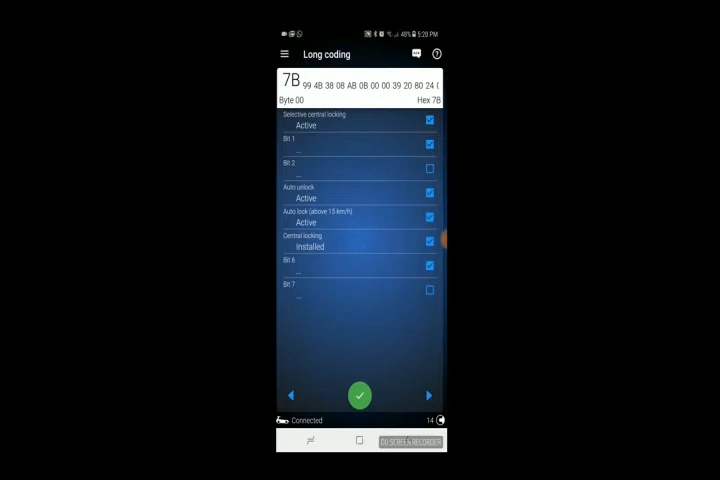 48% 5:20 PM
Long coding
7B 99 4B 38 08 AB 0B 00 00 39 20 80 24 (
Byte 00 Hex 7B
Selective central locking
Active
Bit 1
...
Bit 2
...
Auto unlock
Active
Auto lock (above 15 km/h)
Active
Central locking
Installed
Bit 6
...
Bit 7
...
Connected 14
DU SCREEN RECORDER